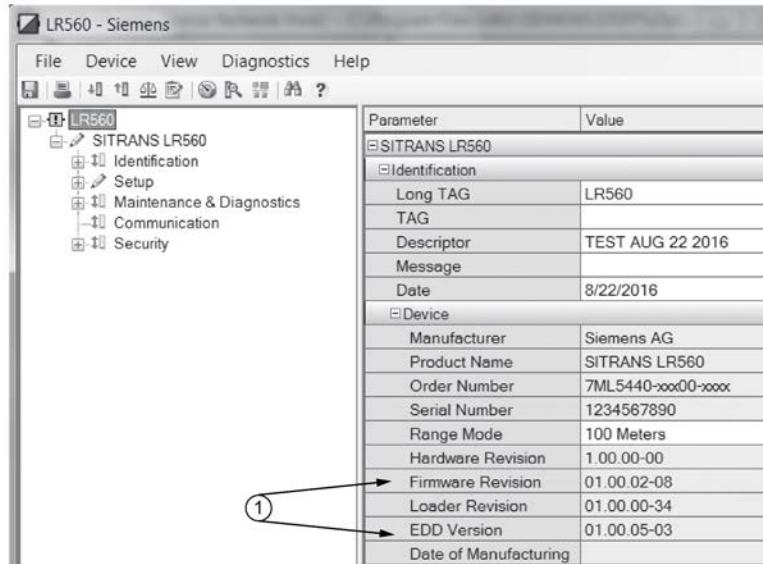 LR560 - Siemens
File Device View Diagnostics Help
LR560
SITRANS LR560
Identification
Setup
Maintenance & Diagnostics
Communication
Security
Parameter Value
SITRANS LR560
Identification
Long TAG LR560
TAG
Descriptor TEST AUG 22 2016
Message
Date 8/22/2016
Device
Manufacturer Siemens AG
Product Name SITRANS LR560
Order Number 7ML5440-xxx00-xxxx
Serial Number 1234567890
Range Mode 100 Meters
Hardware Revision 1.00.00-00
Firmware Revision 01.00.02-08
Loader Revision 01.00.00-34
EDD Version 01.00.05-03
Date of Manufacturing
1